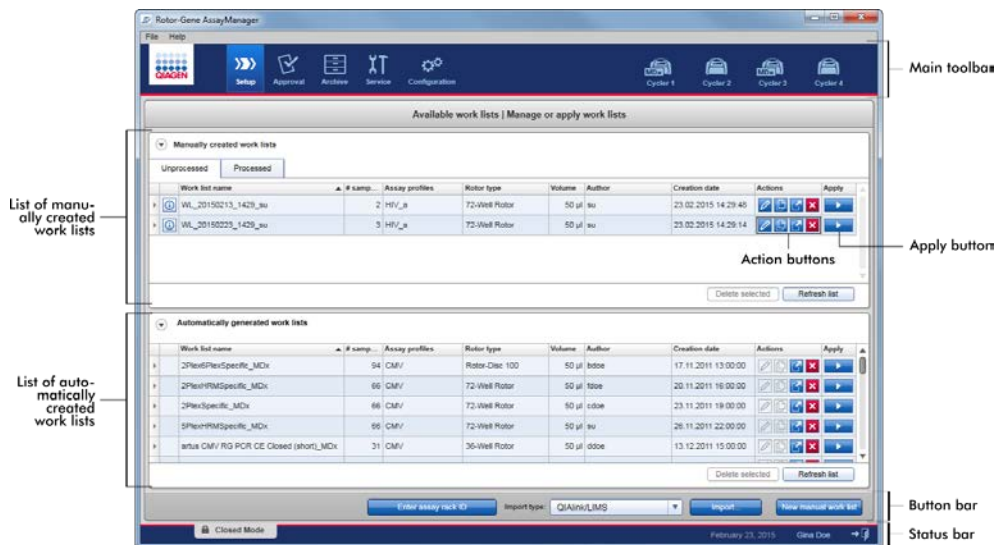 Rotor-Gene AssayManager
File Help
QIAGEN
Setup Approval Archive Service Configuration
MDx Cycler 1 Cycler 2 MDx Cycler 3 Cycler 4
Main toolbar
Available work lists | Manage or apply work lists
Manually created work lists
Unprocessed Processed
Work list name # samp... Assay profiles Rotor type Volume Author Creation date Actions Apply
WL_20150213_1429_su 2 HIV_a 72-Well Rotor 50 µl su 23.02.2015 14:29:46
WL_20150223_1429_su 3 HIV_a 72-Well Rotor 50 µl su 23.02.2015 14:29:14
List of manu-
ally created
work lists
Action buttons
Apply button
Delete selected Refresh list
Automatically generated work lists
Work list name # samp... Assay profiles Rotor type Volume Author Creation date Actions Apply
2Plex6PlexSpecific_MDx 94 CMV Rotor-Disc 100 50 µl bdoe 17.11.2011 13:00:00
2PlexHRMSpecific_MDx 66 CMV 72-Well Rotor 50 µl fdoe 20.11.2011 16:00:00
2PlexSpecific_MDx 66 CMV 72-Well Rotor 50 µl cdoe 23.11.2011 19:00:00
5PlexHRMSpecific_MDx 66 CMV 72-Well Rotor 50 µl su 26.11.2011 22:00:00
artus CMV RG PCR CE Closed (short)_MDx 31 CMV 36-Well Rotor 50 µl ddoe 13.12.2011 15:00:00
List of auto-
matically
created
work lists
Delete selected Refresh list
Enter assay rack ID Import type: QIAlink/LIMS Import... New manual work list
Button bar
Closed Mode February 23, 2015 Gina Doe
Status bar